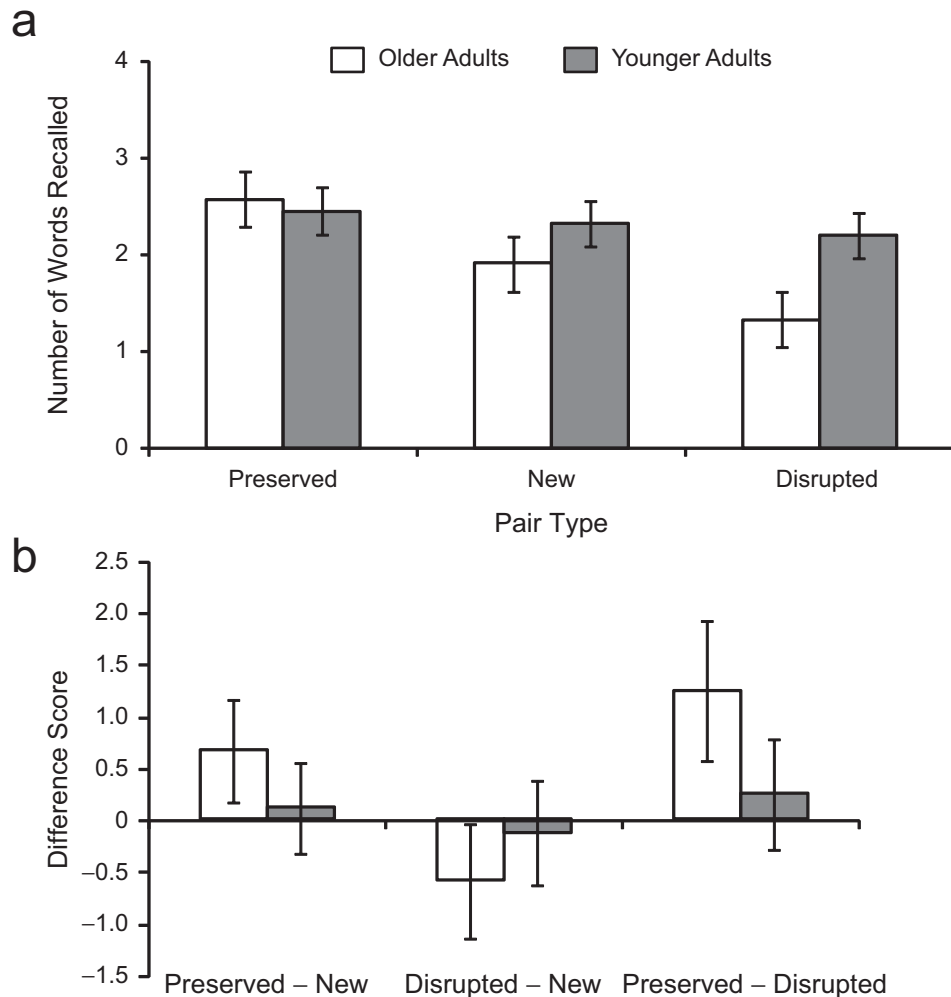 a
Older Adults
Younger Adults
Number of Words Recalled
4
3
2
1
0
Preserved
New
Disrupted
Pair Type
b
Difference Score
2.5
2.0
1.5
1.0
0.5
0
−0.5
−1.0
−1.5
Preserved – New
Disrupted – New
Preserved – Disrupted